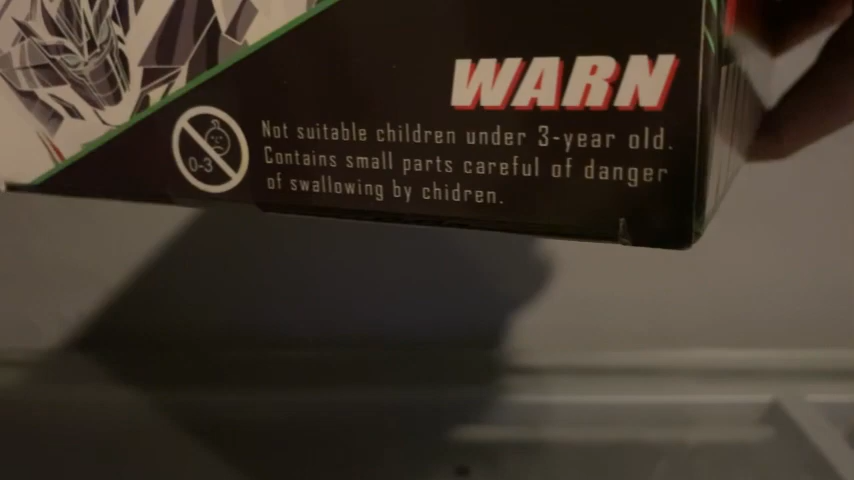 WARN
0-3
Not suitable children under 3-year old.
Contains small parts careful of danger
of swallowing by chidren.